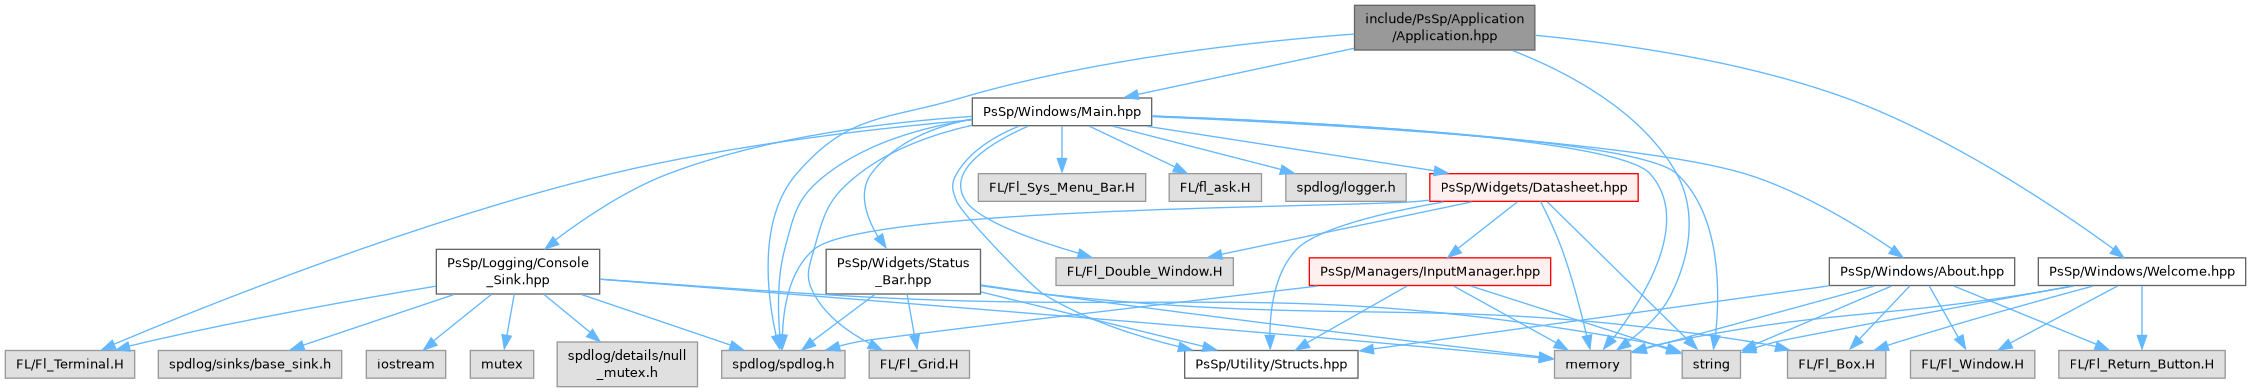 include/PsSp/Application
/Application.hpp
PsSp/Windows/Main.hpp
FL/Fl_Sys_Menu_Bar.H
FL/fl_ask.H
spdlog/logger.h
PsSp/Widgets/Datasheet.hpp
PsSp/Logging/Console
_Sink.hpp
PsSp/Widgets/Status
_Bar.hpp
FL/Fl_Double_Window.H
PsSp/Managers/InputManager.hpp
PsSp/Windows/About.hpp
PsSp/Windows/Welcome.hpp
FL/Fl_Terminal.H
spdlog/sinks/base_sink.h
iostream
mutex
spdlog/details/null
_mutex.h
spdlog/spdlog.h
FL/Fl_Grid.H
PsSp/Utility/Structs.hpp
memory
string
FL/Fl_Box.H
FL/Fl_Window.H
FL/Fl_Return_Button.H